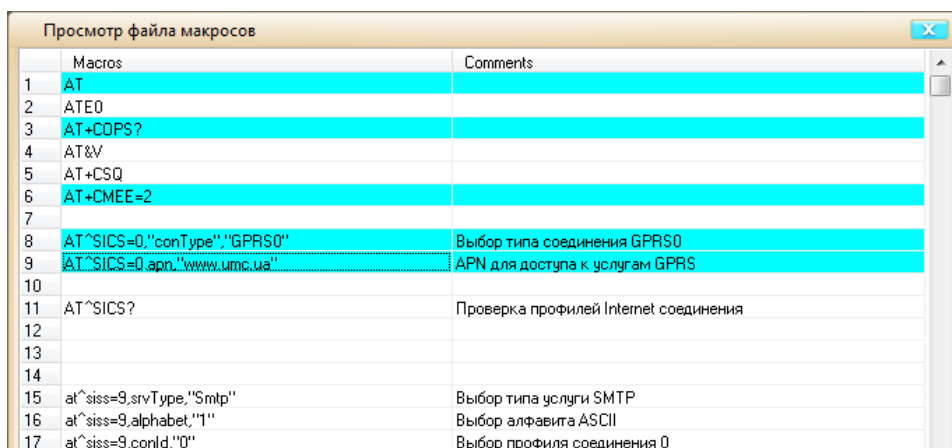 Просмотр файла макросов
Macros Comments
1 AT
2 ATE0
3 AT+COPS?
4 AT&V
5 AT+CSQ
6 AT+CMEE=2
7
8 AT^SICS=0,"conType","GPRS0" Выбор типа соединения GPRS0
9 AT^SICS=0,apn,"www.umc.ua" APN для доступа к услугам GPRS
10
11 AT^SICS? Проверка профилей Internet соединения
12
13
14
15 at^siss=9,srvType,"Smtp" Выбор типа услуги SMTP
16 at^siss=9,alphabet,"1" Выбор алфавита ASCII
17 at^siss=9,conId,"0" Выбор профиля соединения 0